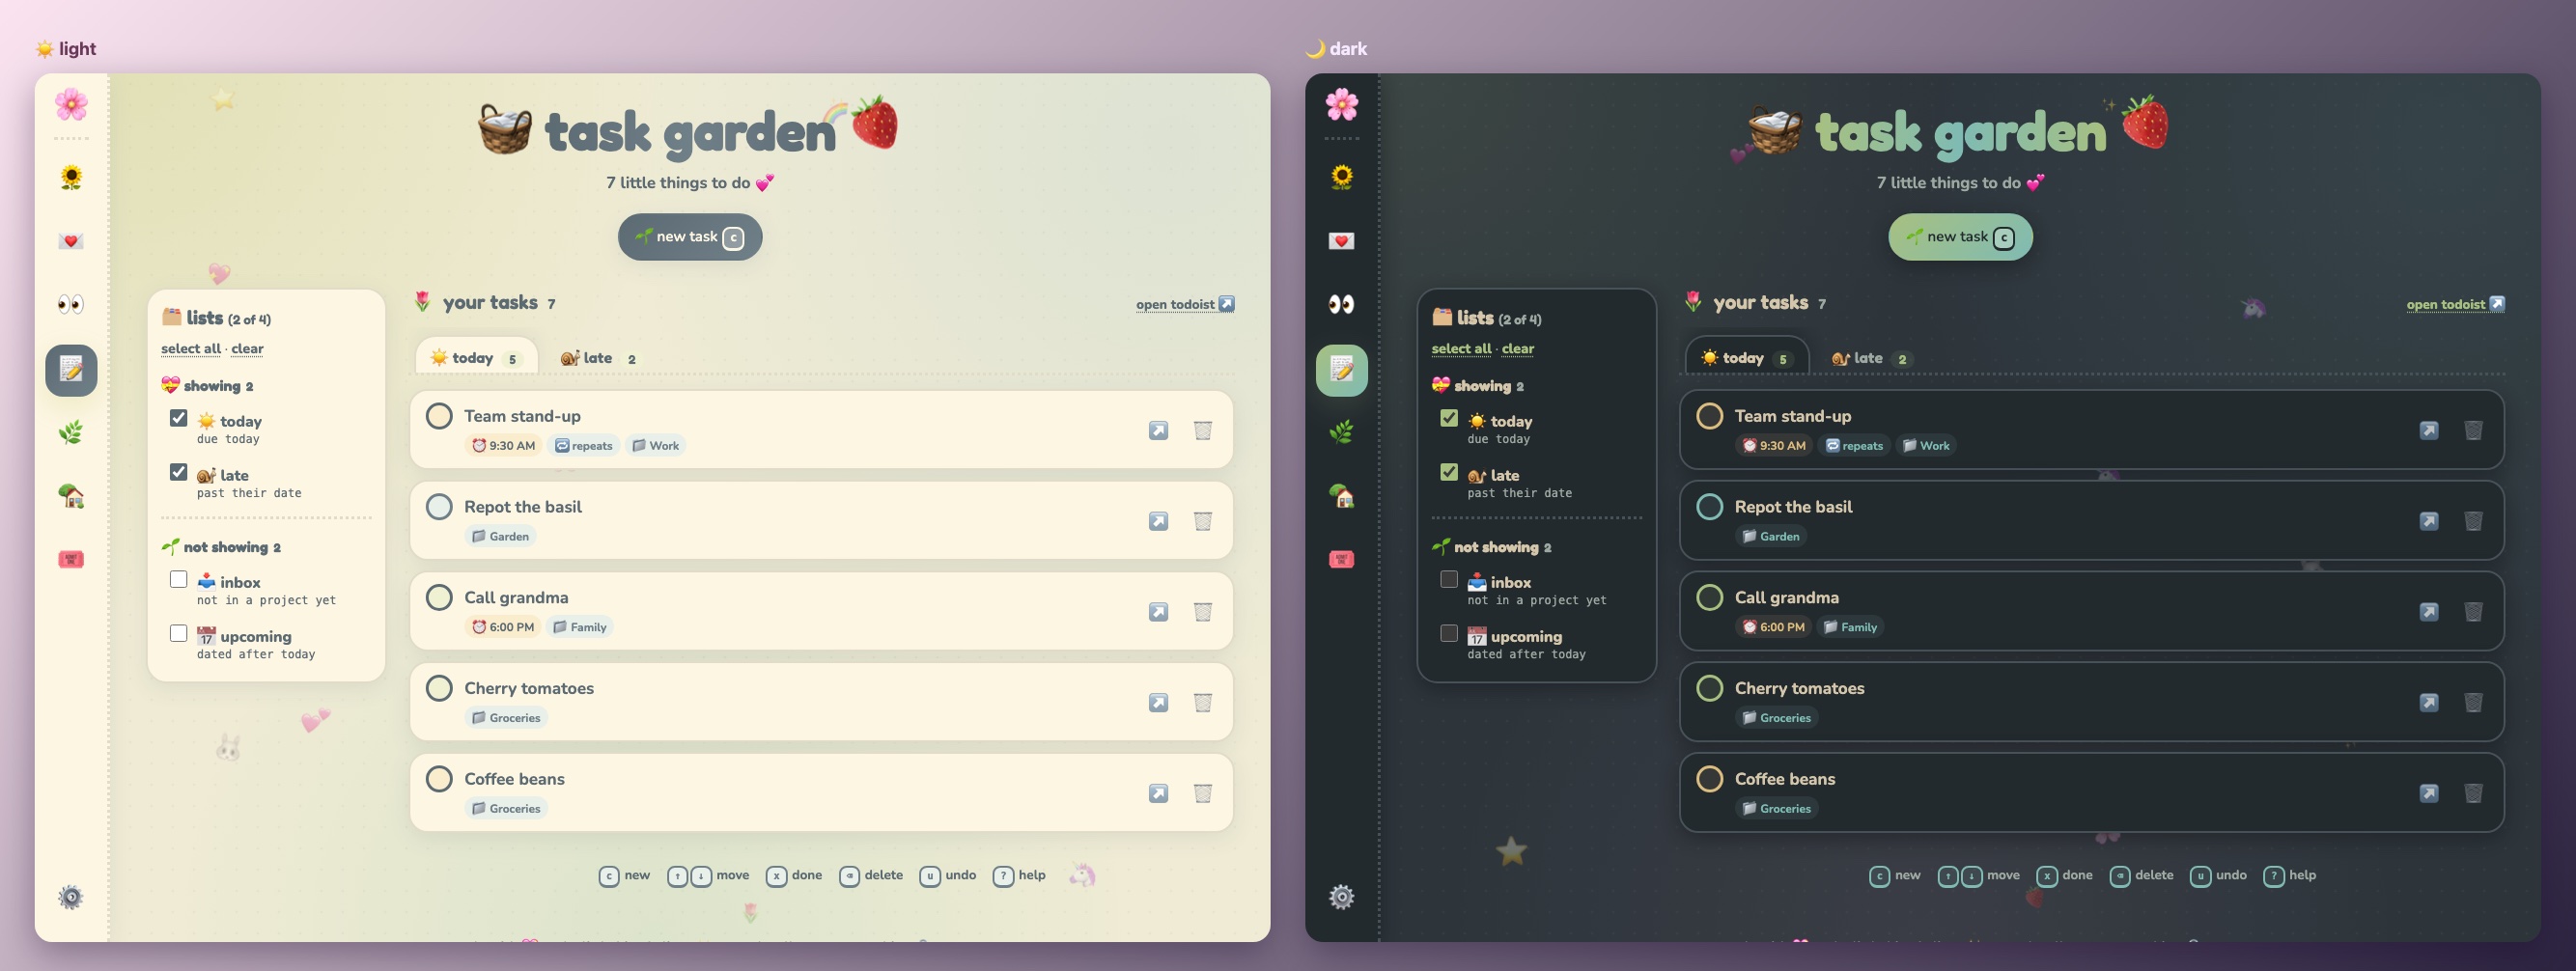 light
task garden
7 little things to do
new task c
lists (2 of 4)
select all · clear
showing 2
today
due today
late
past their date
not showing 2
inbox
not in a project yet
upcoming
dated after today
your tasks 7
open todoist
today 5 late 2
Team stand-up
9:30 AM repeats Work
Repot the basil
Garden
Call grandma
6:00 PM Family
Cherry tomatoes
Groceries
Coffee beans
Groceries
c new ↑ ↓ move x done ⌫ delete u undo ? help
dark
task garden
7 little things to do
new task c
lists (2 of 4)
select all · clear
showing 2
today
due today
late
past their date
not showing 2
inbox
not in a project yet
upcoming
dated after today
your tasks 7
open todoist
today 5 late 2
Team stand-up
9:30 AM repeats Work
Repot the basil
Garden
Call grandma
6:00 PM Family
Cherry tomatoes
Groceries
Coffee beans
Groceries
c new ↑ ↓ move x done ⌫ delete u undo ? help